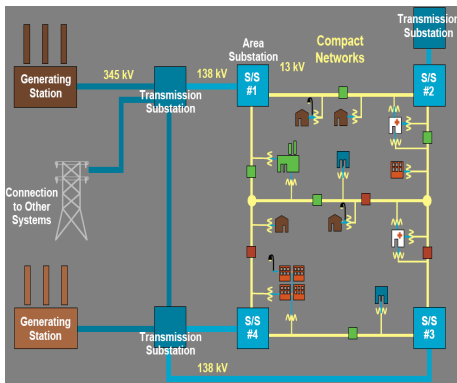 Transmission
Substation
Area
Substation
Compact
Networks
345 kV
138 kV
13 kV
Generating
Station
Transmission
Substation
S/S
#1
S/S
#2
Connection
to Other
Systems
Generating
Station
Transmission
Substation
S/S
#4
S/S
#3
138 kV